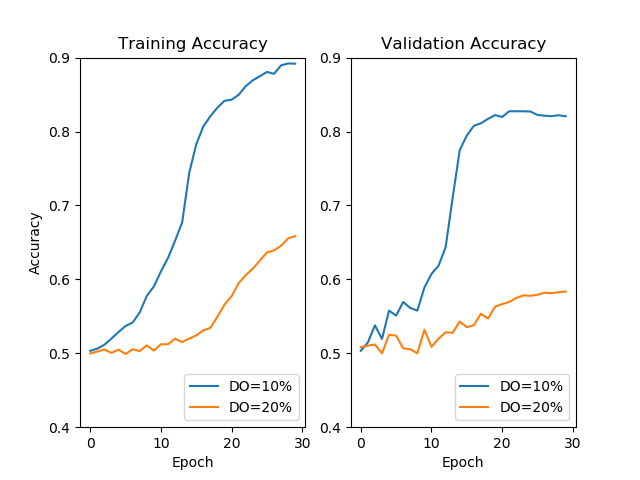 Training Accuracy
Accuracy
0.9
0.8
0.7
0.6
0.5
0.4
DO=10%
DO=20%
0
10
20
30
Epoch
Validation Accuracy
0.9
0.8
0.7
0.6
0.5
0.4
DO=10%
DO=20%
0
10
20
30
Epoch